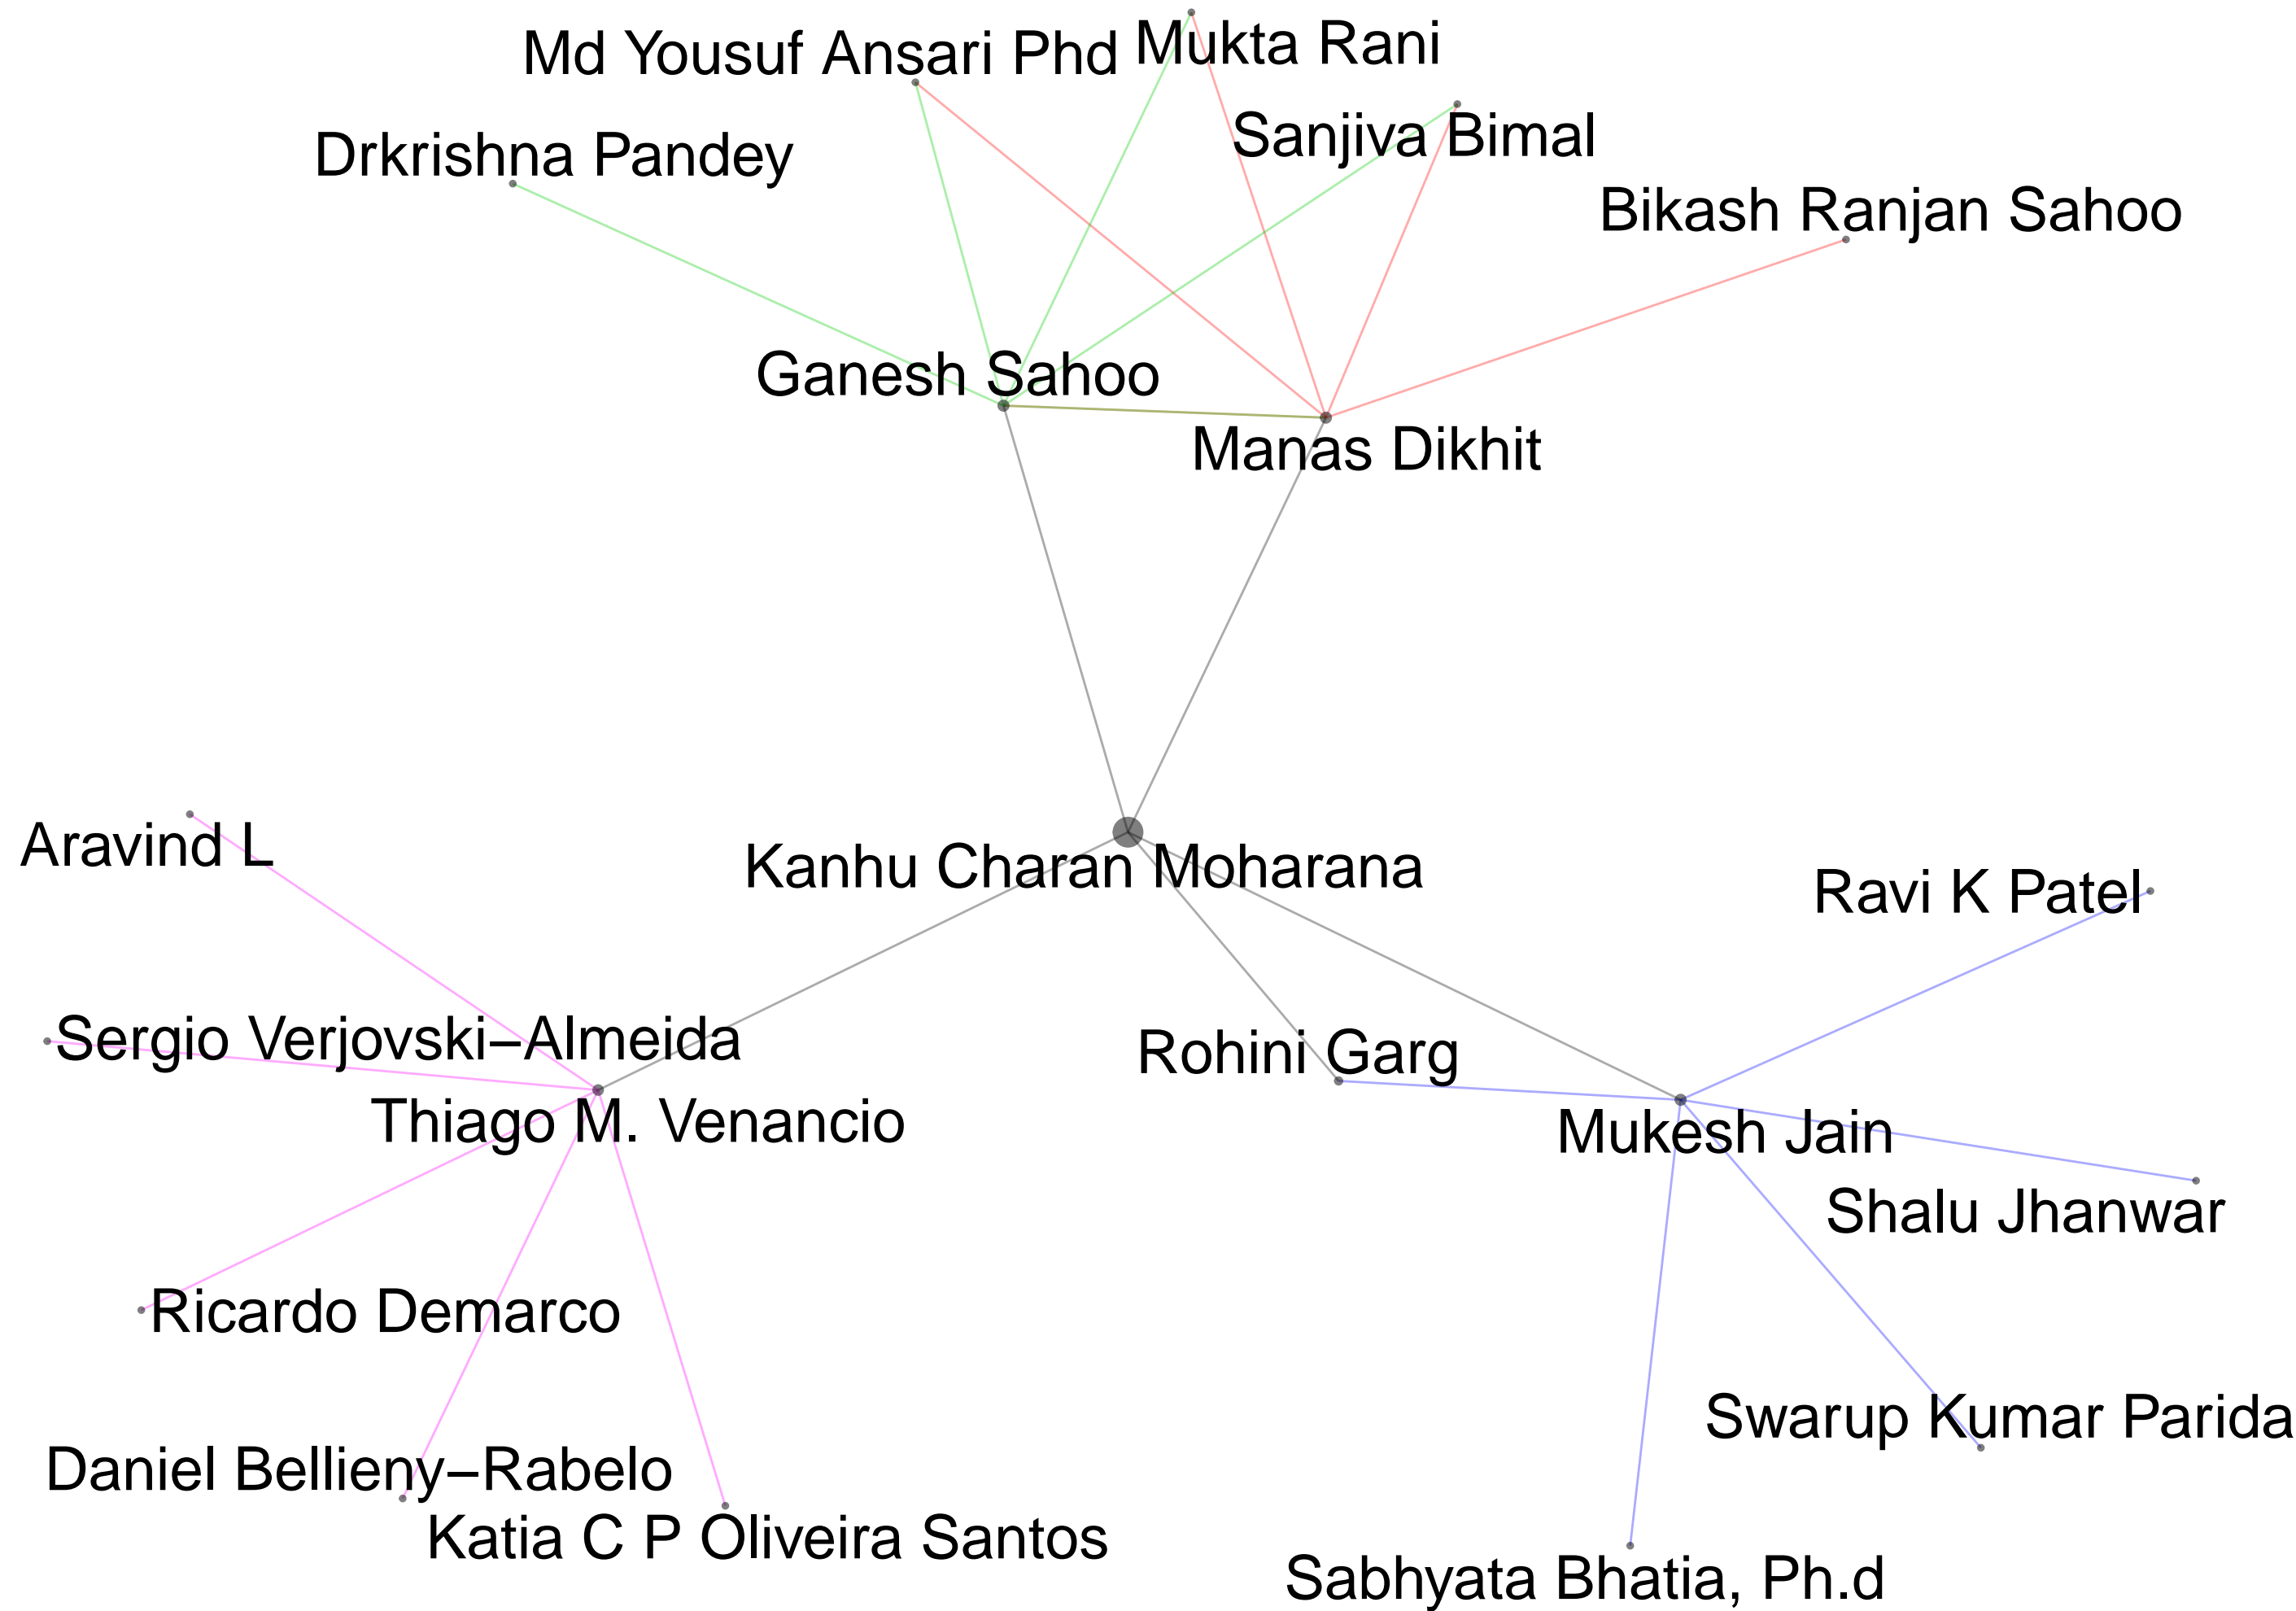 Mukta Rani
Md Yousuf Ansari Phd
Sanjiva Bimal
Drkrishna Pandey
Bikash Ranjan Sahoo
Ganesh Sahoo
Manas Dikhit
Aravind L
Kanhu Charan Moharana
Ravi K Patel
Sergio Verjovski–Almeida
Rohini Garg
Thiago M. Venancio
Mukesh Jain
Shalu Jhanwar
Ricardo Demarco
Swarup Kumar Parida
Daniel Bellieny–Rabelo
Katia C P Oliveira Santos
Sabhyata Bhatia, Ph.d